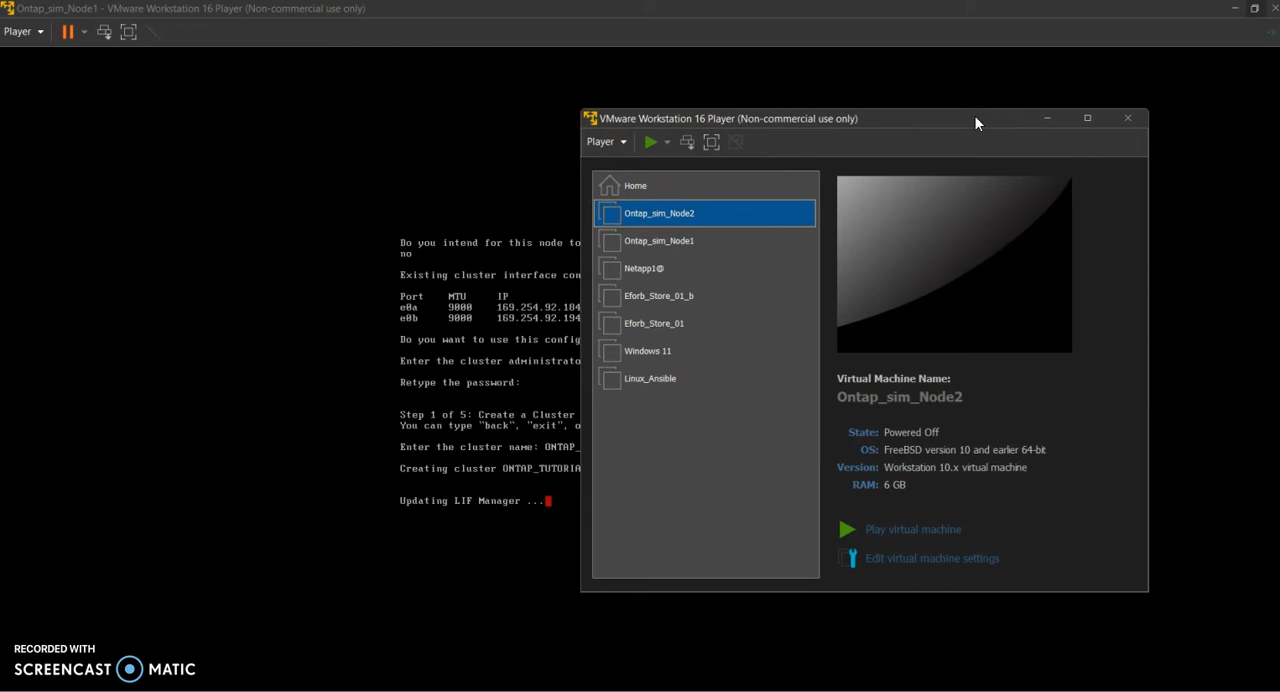 Ontap_sim_Node1 - VMware Workstation 16 Player (Non-commercial use only)
Player
Do you intend for this node to
no
Existing cluster interface con
Port MTU IP
e0a 9000 169.254.92.184
e0b 9000 169.254.92.194
Do you want to use this config
Enter the cluster administrato
Retype the password:
Step 1 of 5: Create a Cluster
You can type "back", "exit", o
Enter the cluster name: ONTAP_
Creating cluster ONTAP_TUTORIA
Updating LIF Manager ...
VMware Workstation 16 Player (Non-commercial use only)
Player
Home
Ontap_sim_Node2
Ontap_sim_Node1
Netapp1@
Eforb_Store_01_b
Eforb_Store_01
Windows 11
Linux_Ansible
Virtual Machine Name:
Ontap_sim_Node2
State: Powered Off
OS: FreeBSD version 10 and earlier 64-bit
Version: Workstation 10.x virtual machine
RAM: 6 GB
Play virtual machine
Edit virtual machine settings
RECORDED WITH
SCREENCAST MATIC